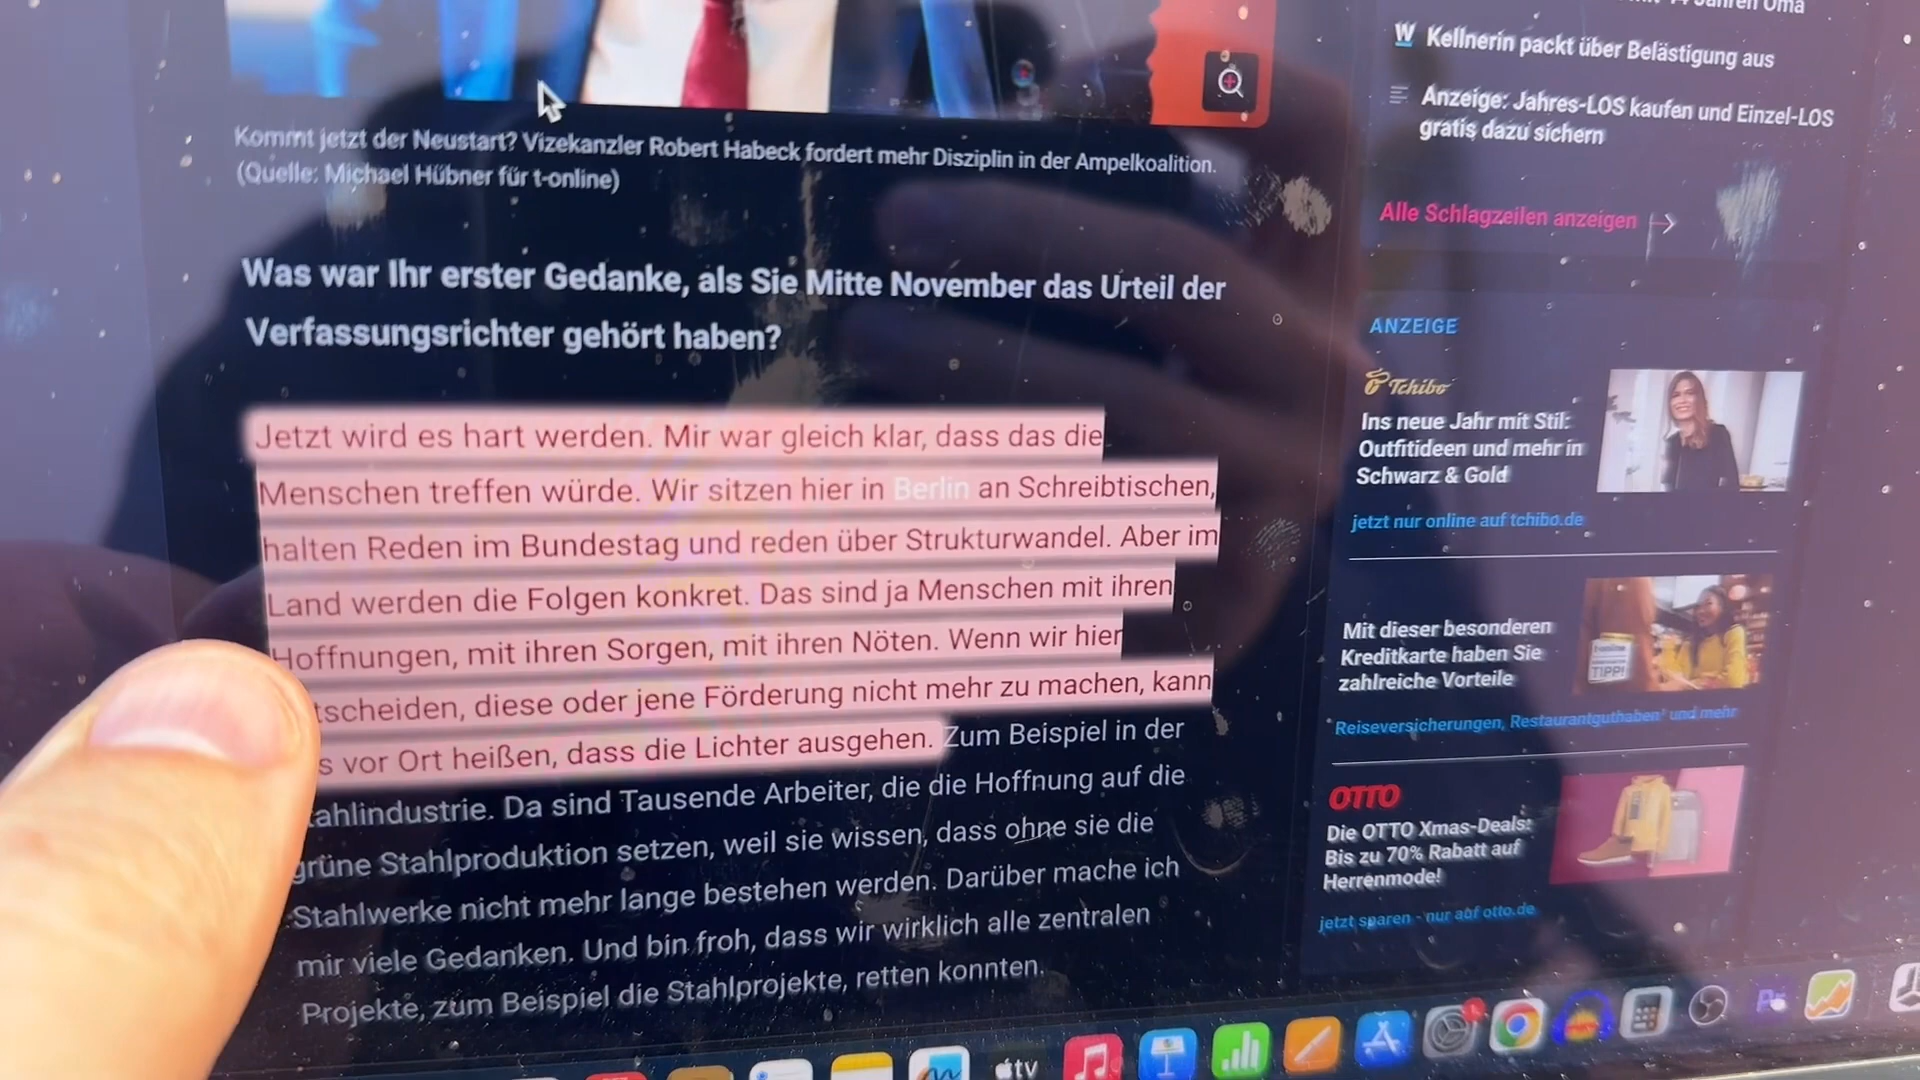 Jahren Oma
Kellnerin packt über Belästigung aus
Anzeige: Jahres-LOS kaufen und Einzel-LOS
gratis dazu sichern
Alle Schlagzeilen anzeigen
Kommt jetzt der Neustart? Vizekanzler Robert Habeck fordert mehr Disziplin in der Ampelkoalition.
(Quelle: Michael Hübner für t-online)
Was war Ihr erster Gedanke, als Sie Mitte November das Urteil der
Verfassungsrichter gehört haben?
Jetzt wird es hart werden. Mir war gleich klar, dass das die
Menschen treffen würde. Wir sitzen hier in Berlin an Schreibtischen,
halten Reden im Bundestag und reden über Strukturwandel. Aber im
Land werden die Folgen konkret. Das sind ja Menschen mit ihren
Hoffnungen, mit ihren Sorgen, mit ihren Nöten. Wenn wir hier
tscheiden, diese oder jene Förderung nicht mehr zu machen, kann
s vor Ort heißen, dass die Lichter ausgehen. Zum Beispiel in der
tahlindustrie. Da sind Tausende Arbeiter, die die Hoffnung auf die
grüne Stahlproduktion setzen, weil sie wissen, dass ohne sie die
Stahlwerke nicht mehr lange bestehen werden. Darüber mache ich
mir viele Gedanken. Und bin froh, dass wir wirklich alle zentralen
Projekte, zum Beispiel die Stahlprojekte, retten konnten.
ANZEIGE
Tchibo
Ins neue Jahr mit Stil:
Outfitideen und mehr in
Schwarz & Gold
jetzt nur online auf tchibo.de
Mit dieser besonderen
Kreditkarte haben Sie
zahlreiche Vorteile
TIPP!
Reiseversicherungen, Restaurantguthaben¹ und mehr
OTTO
Die OTTO Xmas-Deals:
Bis zu 70% Rabatt auf
Herrenmode!
jetzt sparen - nur auf otto.de
tv